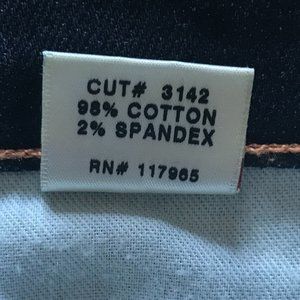 CUT# 3142
98% COTTON
2% SPANDEX
RN# 117965